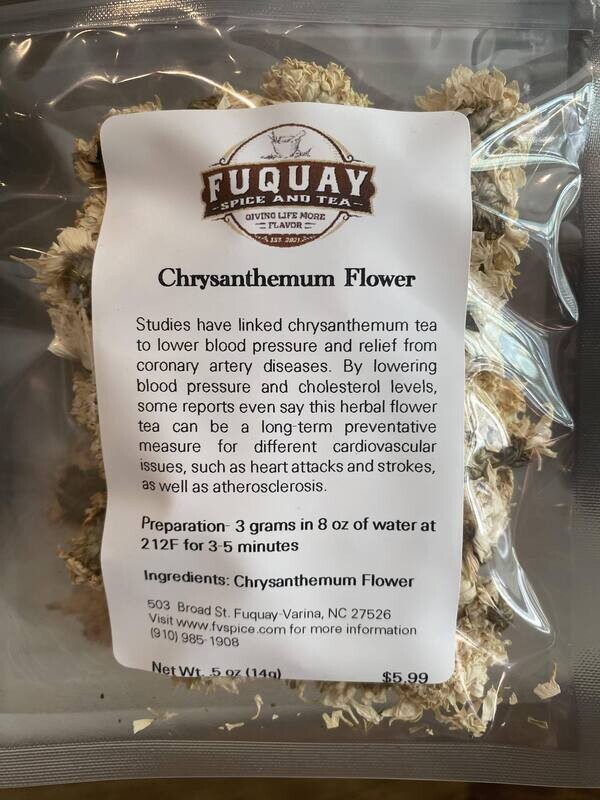 FUQUAY
SPICE AND TEA
GIVING LIFE MORE
FLAVOR
EST. 2021
Chrysanthemum Flower
Studies have linked chrysanthemum tea
to lower blood pressure and relief from
coronary artery diseases. By lowering
blood pressure and cholesterol levels,
some reports even say this herbal flower
tea can be a long-term preventative
measure for different cardiovascular
issues, such as heart attacks and strokes,
as well as atherosclerosis.
Preparation- 3 grams in 8 oz of water at
212F for 3-5 minutes
Ingredients: Chrysanthemum Flower
503 Broad St. Fuquay-Varina, NC 27526
Visit www.fvspice.com for more information
(910) 985-1908
Net Wt. .5 oz (14g) $5.99